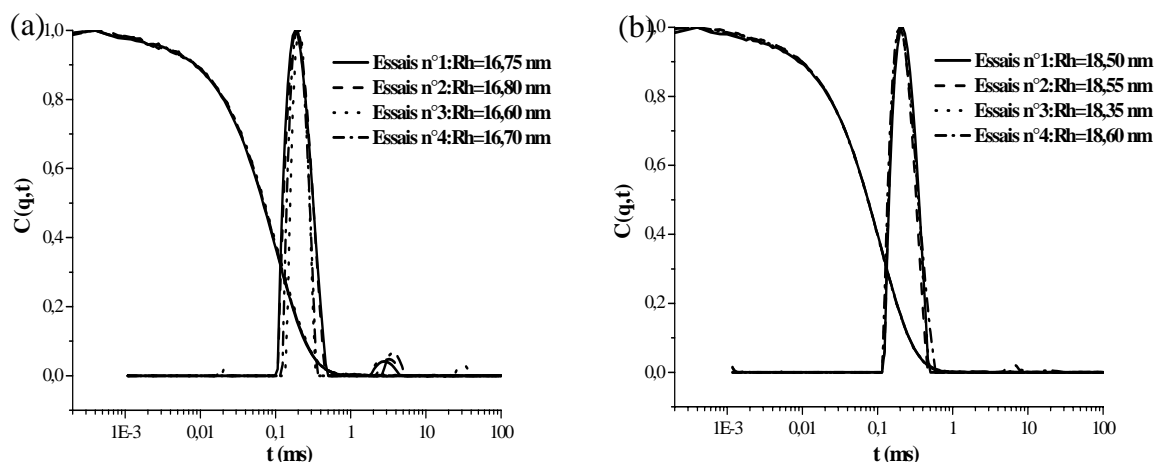 (a)
1,0
0,8
0,6
0,4
0,2
0,0
C(q,t)
Essais n°1:Rh=16,75 nm
Essais n°2:Rh=16,80 nm
Essais n°3:Rh=16,60 nm
Essais n°4:Rh=16,70 nm
1E-3 0,01 0,1 1 10 100
t (ms)
(b)
1,0
0,8
0,6
0,4
0,2
0,0
C(q,t)
Essais n°1:Rh=18,50 nm
Essais n°2:Rh=18,55 nm
Essais n°3:Rh=18,35 nm
Essais n°4:Rh=18,60 nm
1E-3 0,01 0,1 1 10 100
t (ms)